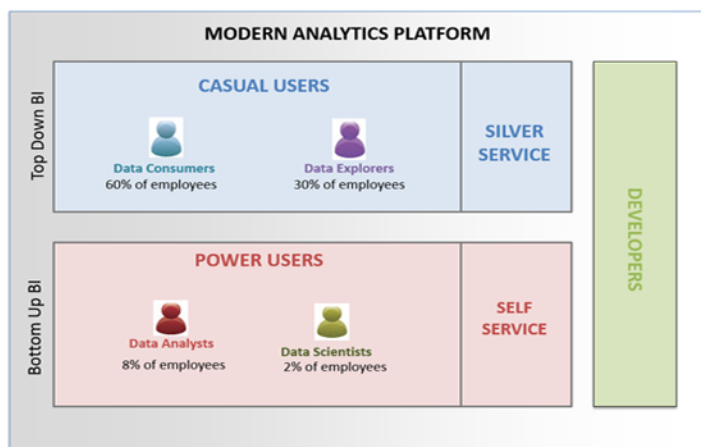 MODERN ANALYTICS PLATFORM
Top Down BI
CASUAL USERS
Data Consumers
60% of employees
Data Explorers
30% of employees
SILVER
SERVICE
Bottom Up BI
POWER USERS
Data Analysts
8% of employees
Data Scientists
2% of employees
SELF
SERVICE
DEVELOPERS